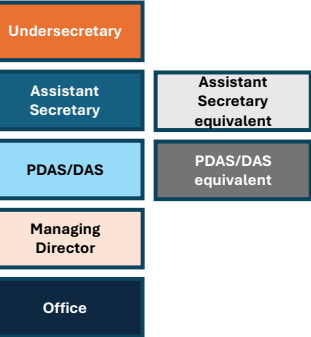 Undersecretary
Assistant
Secretary
Assistant
Secretary
equivalent
PDAS/DAS
PDAS/DAS
equivalent
Managing
Director
Office